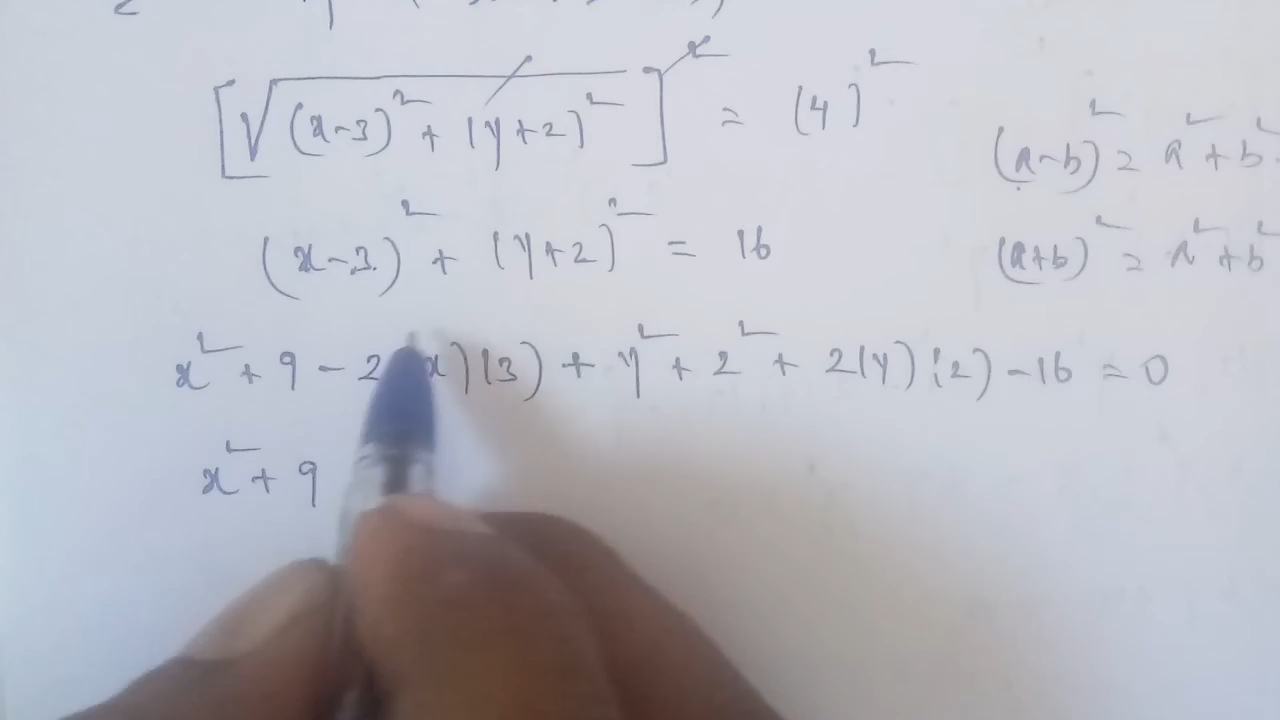 [√(x-3)² + (y+2)²]² = (4)²
(a-b)² = a² + b²
(x-3)² + (y+2)² = 16
(a+b)² = a² + b²
x² + 9 - 2(x)(3) + y² + 2² + 2(y)(2) - 16 = 0
x² + 9